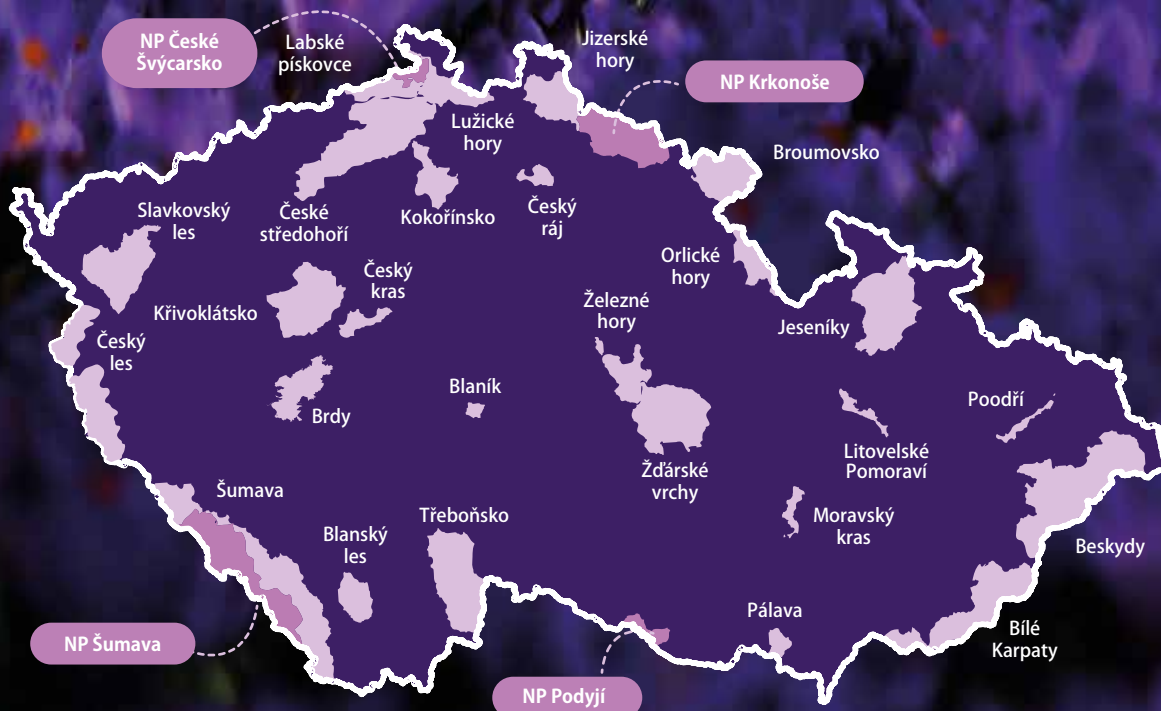 NP České
Švýcarsko
Labské
pískovce
Jizerské
hory
NP Krkonoše
Lužické
hory
Broumovsko
Slavkovský
les
České
středohoří
Kokořínsko
Český
ráj
Orlické
hory
Český
kras
Křivoklátsko
Železné
hory
Jeseníky
Český
les
Blaník
Brdy
Poodří
Litovelské
Pomoraví
Žďárské
vrchy
Šumava
Třeboňsko
Moravský
kras
Blanský
les
Beskydy
Pálava
Bílé
Karpaty
NP Šumava
NP Podyjí